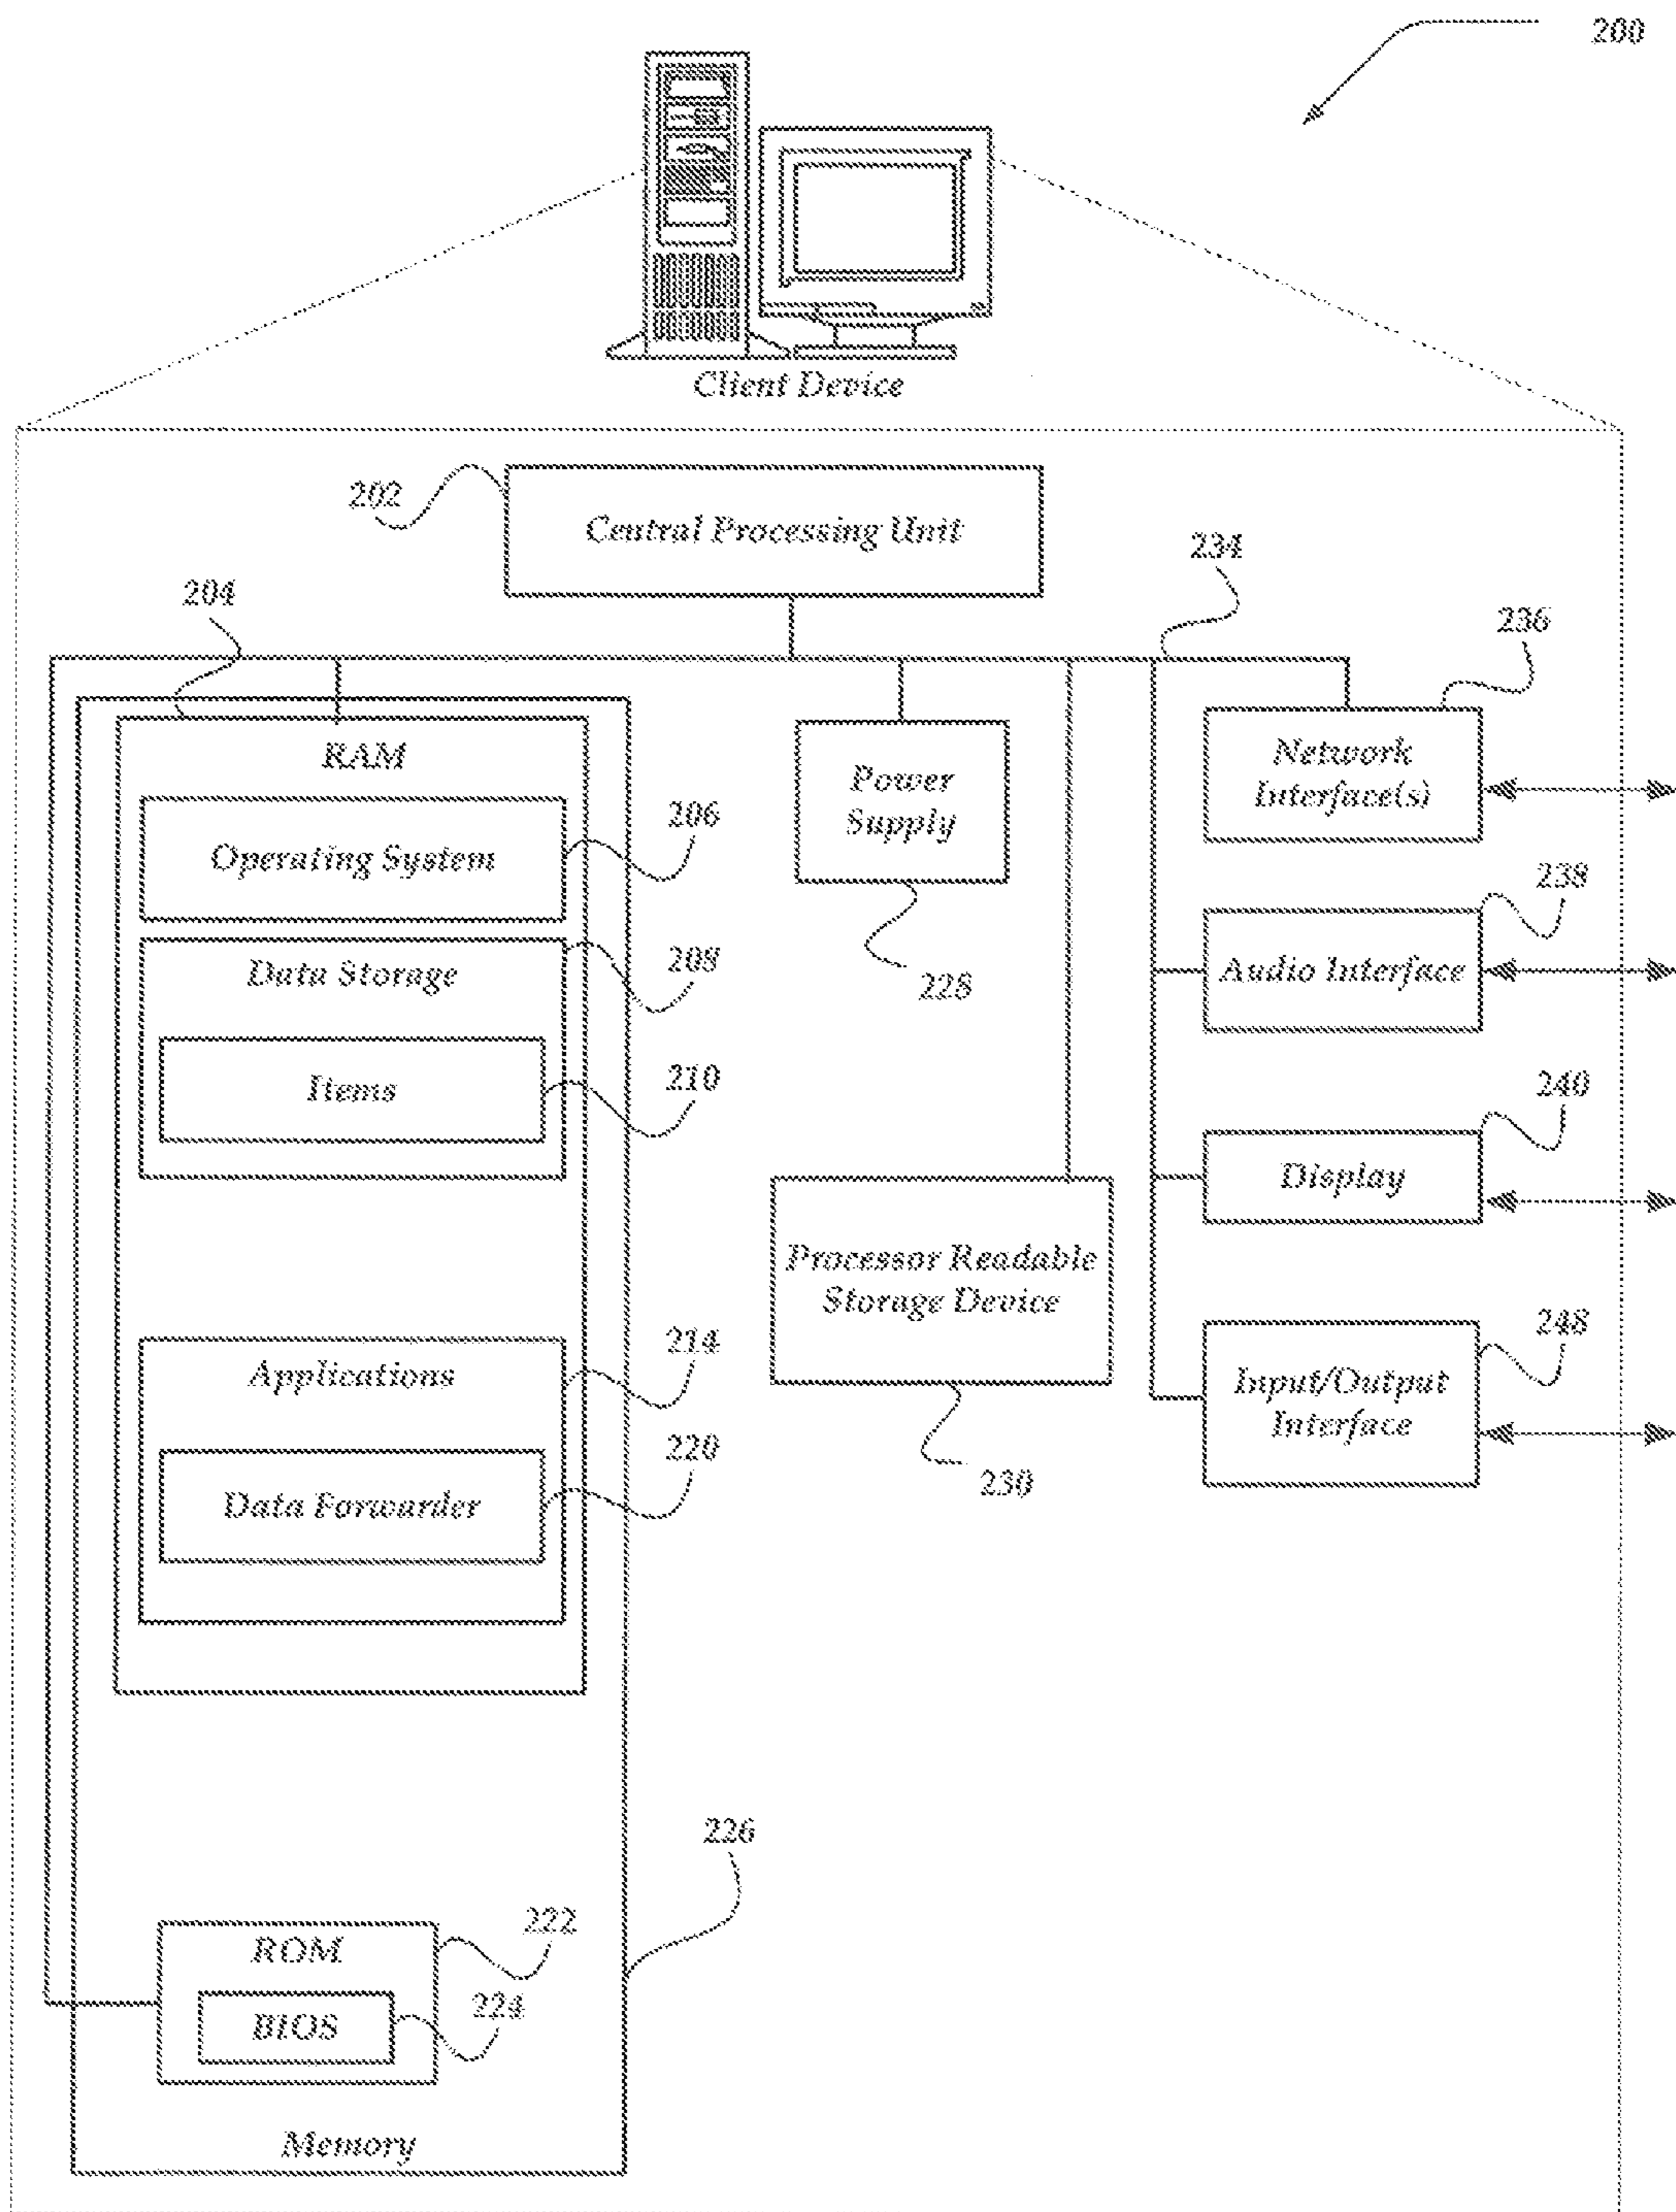 200
Client Device
202
Central Processing Unit
234
204
236
RAM
Network
Interface(s)
Power
Supply
206
Operating System
238
208
Data Storage
Audio Interface
228
210
Items
240
Display
Processor Readable
Storage Device
214
248
Applications
Input/Output
Interface
220
230
Data Forwarder
226
222
ROM
224
BIOS
Memory